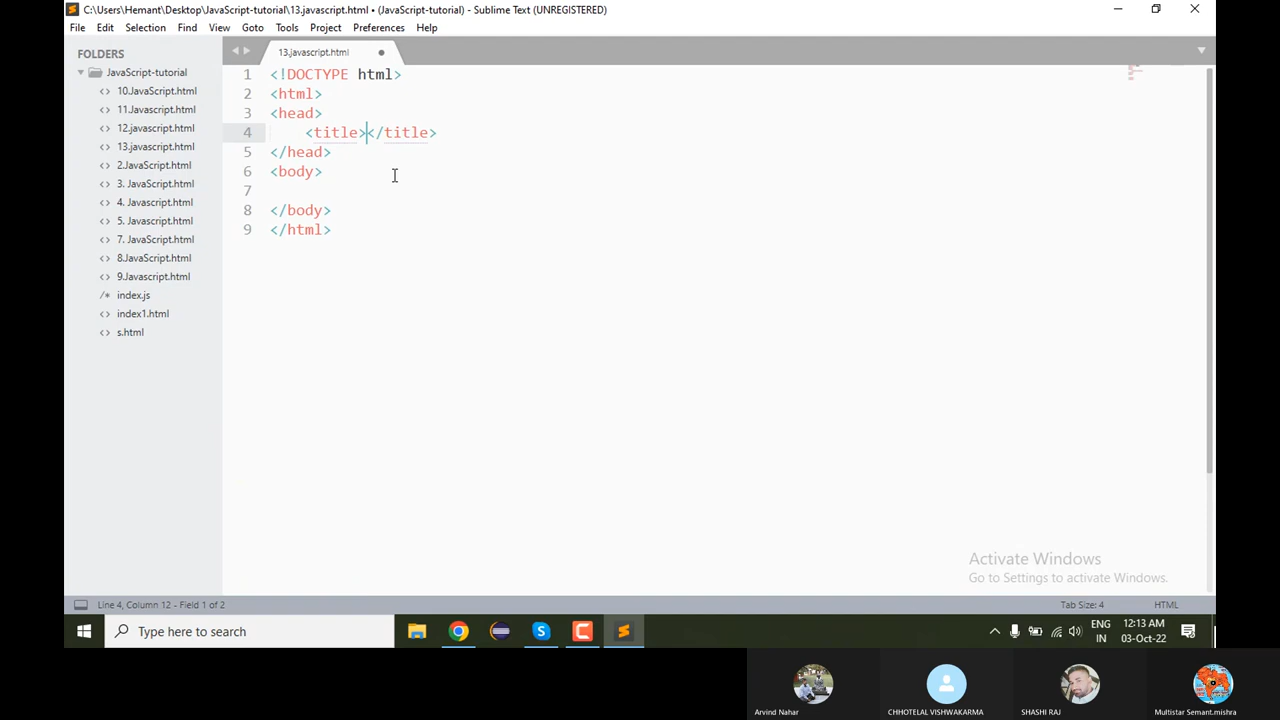 C:\Users\Hemant\Desktop\JavaScript-tutorial\13.javascript.html • (JavaScript-tutorial) - Sublime Text (UNREGISTERED)
File Edit Selection Find View Goto Tools Project Preferences Help
FOLDERS
JavaScript-tutorial
<> 10.JavaScript.html
<> 11.Javascript.html
<> 12.javascript.html
<> 13.javascript.html
<> 2.JavaScript.html
<> 3. JavaScript.html
<> 4. Javascript.html
<> 5. Javascript.html
<> 7. JavaScript.html
<> 8.JavaScript.html
<> 9.Javascript.html
/* index.js
<> index1.html
<> s.html
13.javascript.html
1 <!DOCTYPE html>
2 <html>
3 <head>
4 <title></title>
5 </head>
6 <body>
7
8 </body>
9 </html>
Activate Windows
Go to Settings to activate Windows.
Line 4, Column 12 - Field 1 of 2 Tab Size: 4 HTML
Type here to search
ENG
IN
12:13 AM
03-Oct-22
Arvind Nahar CHHOTELAL VISHWAKARMA SHASHI RAJ Multistar Semant.mishra